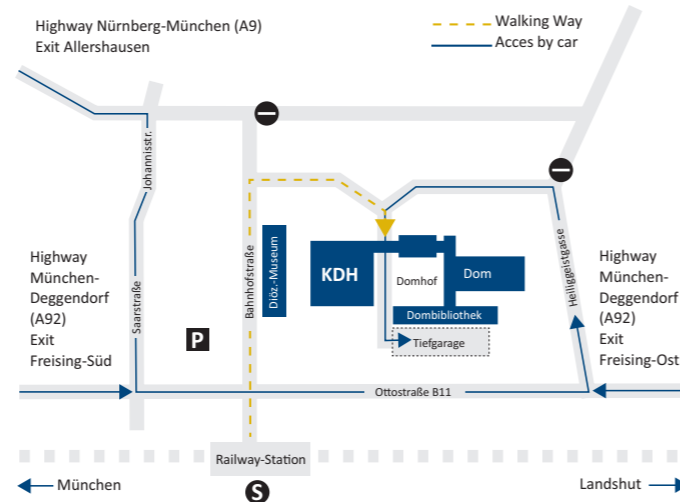 Highway Nürnberg-München (A9)
Exit Allershausen
Walking Way
Acces by car
Johannisstr.
Highway
München-
Deggendorf
(A92)
Exit
Freising-Süd
Saarstraße
Bahnhofstraße
Diöz.-Museum
KDH
Domhof
Dom
Dombibliothek
Tiefgarage
Heiliggeistgasse
Highway
München-
Deggendorf
(A92)
Exit
Freising-Ost
P
Ottostraße B11
Railway-Station
München
S
Landshut